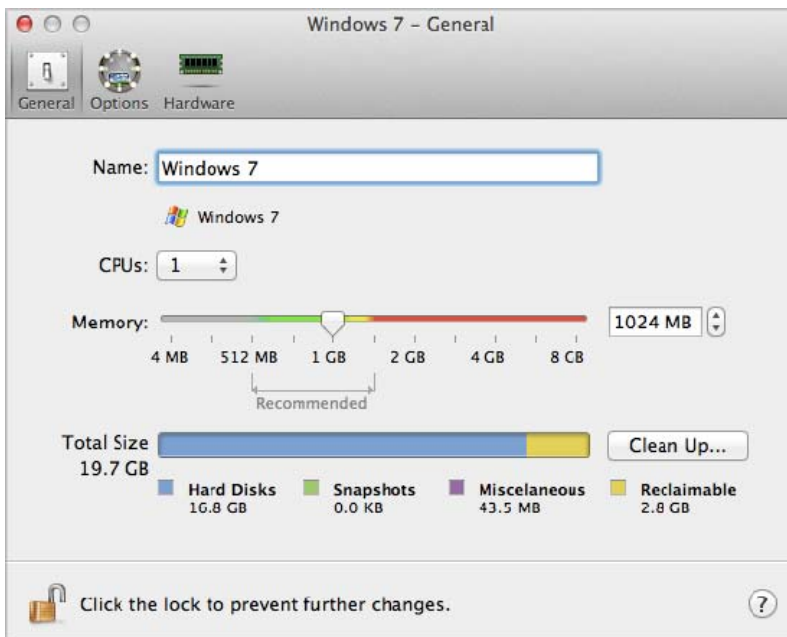 Windows 7 – General
General Options Hardware
Name: Windows 7
Windows 7
CPUs: 1
Memory: 1024 MB
4 MB 512 MB 1 GB 2 GB 4 GB 8 GB
Recommended
Total Size Clean Up...
19.7 GB
Hard Disks Snapshots Miscelaneous Reclaimable
16.8 GB 0.0 KB 43.5 MB 2.8 GB
Click the lock to prevent further changes. ?